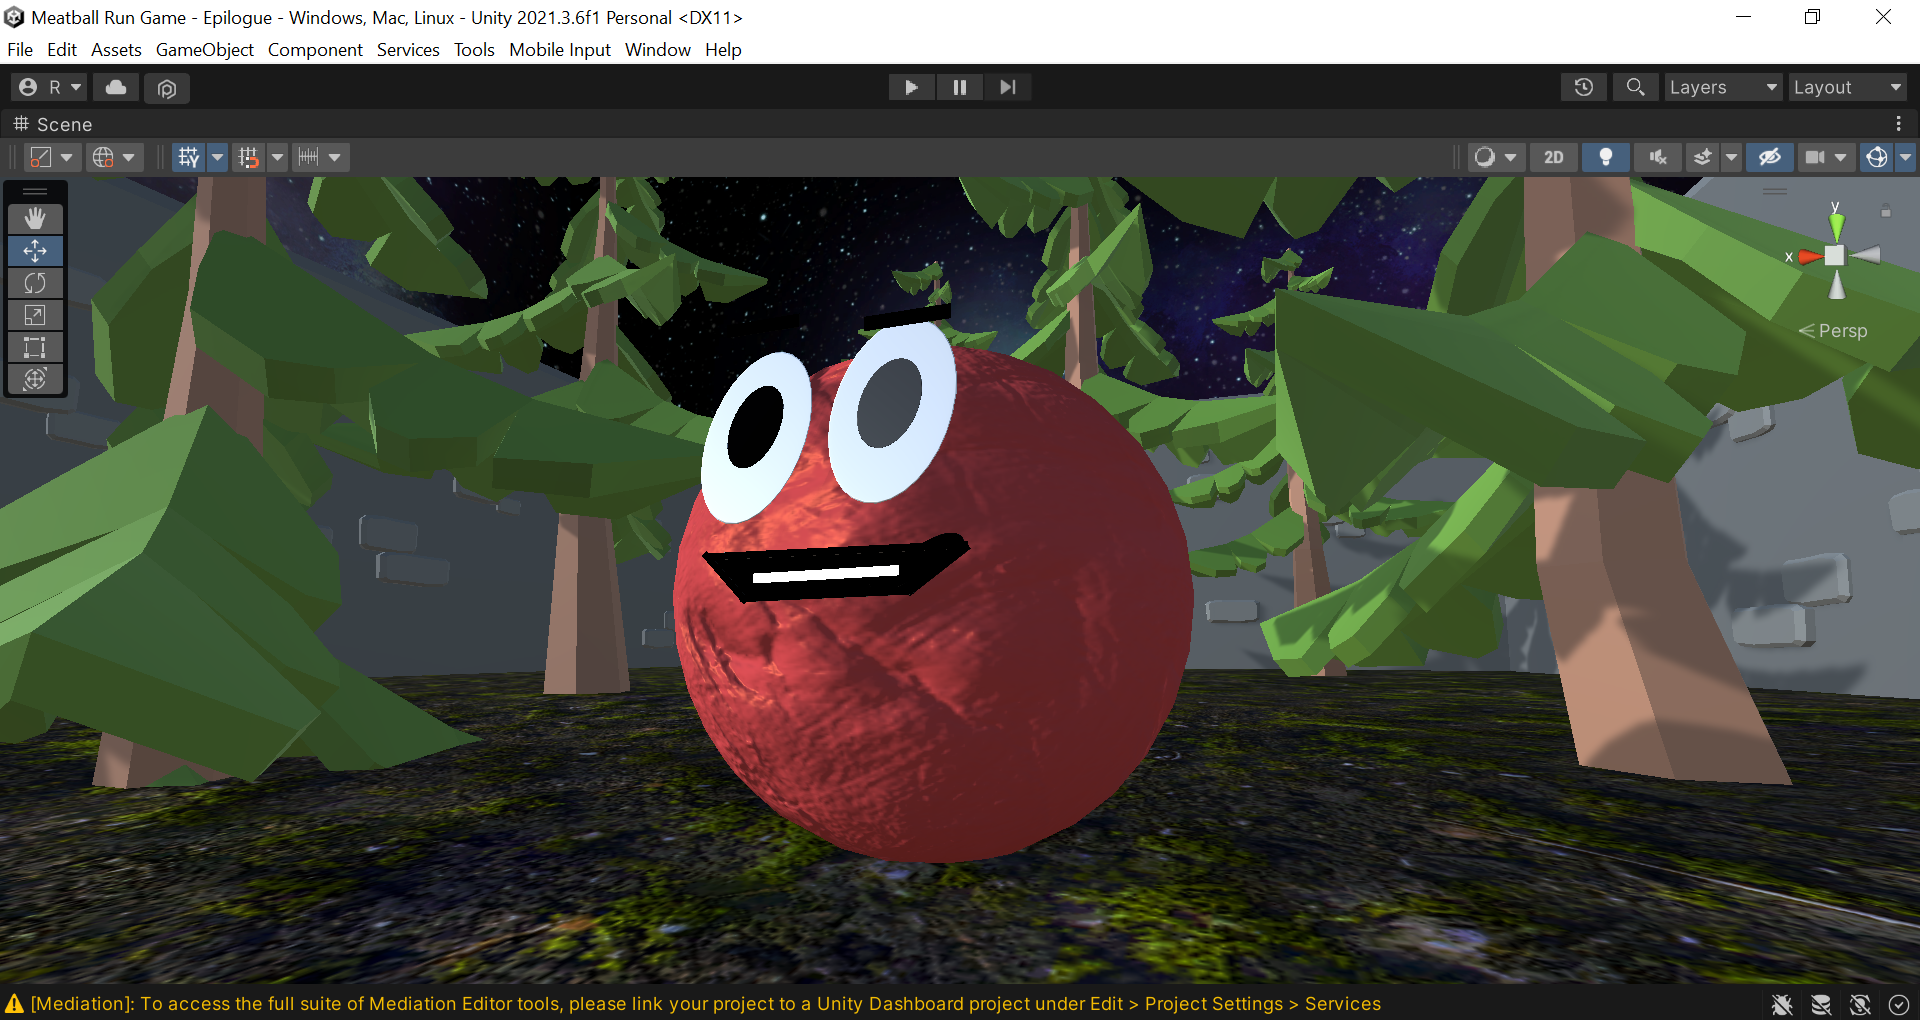 Meatball Run Game - Epilogue - Windows, Mac, Linux - Unity 2021.3.6f1 Personal <DX11>
File Edit Assets GameObject Component Services Tools Mobile Input Window Help
R Layers Layout
Scene
2D
y
x
Persp
[Mediation]: To access the full suite of Mediation Editor tools, please link your project to a Unity Dashboard project under Edit > Project Settings > Services